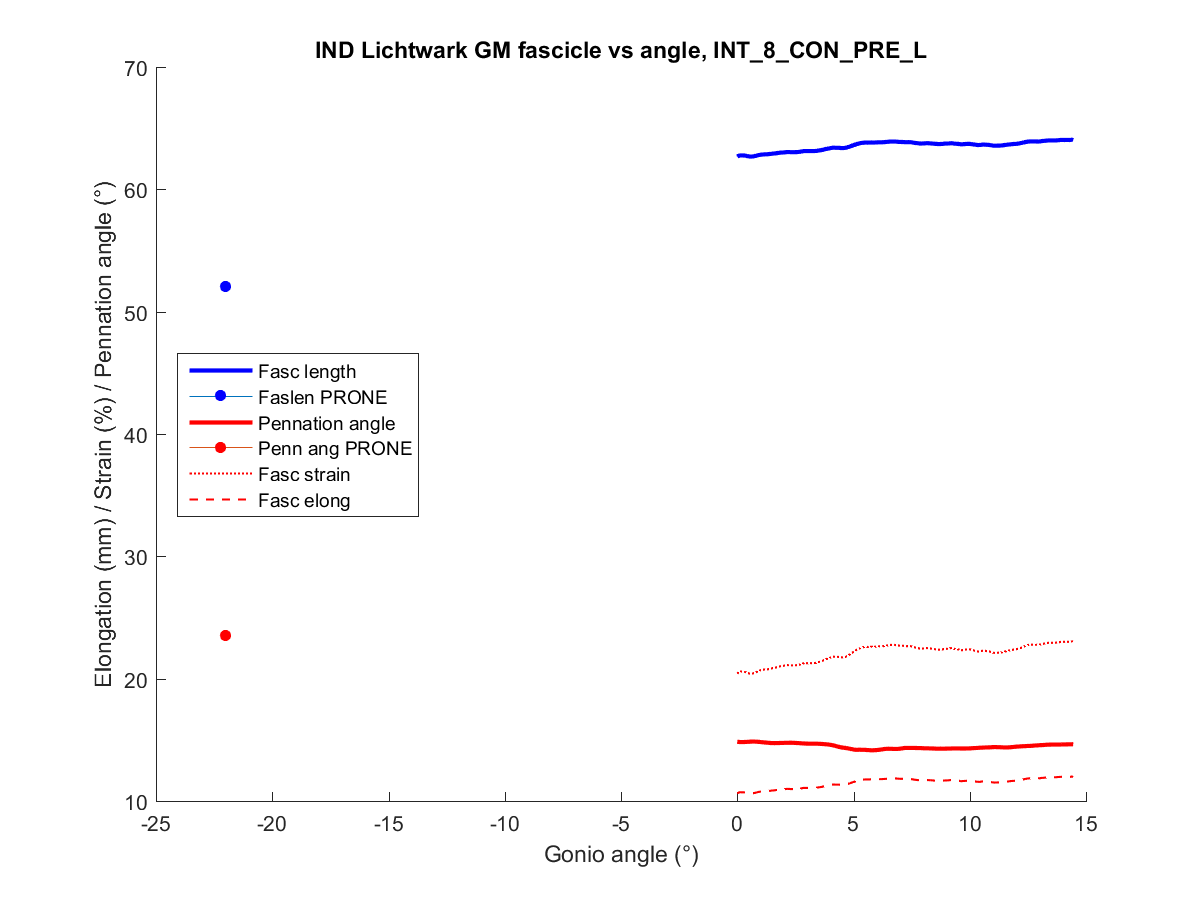 IND Lichtwark GM fascicle vs angle, INT_8_CON_PRE_L
Elongation (mm) / Strain (%) / Pennation angle (°)
70
60
50
40
30
20
10
Fasc length
Faslen PRONE
Pennation angle
Penn ang PRONE
Fasc strain
Fasc elong
-25 -20 -15 -10 -5 0 5 10 15
Gonio angle (°)